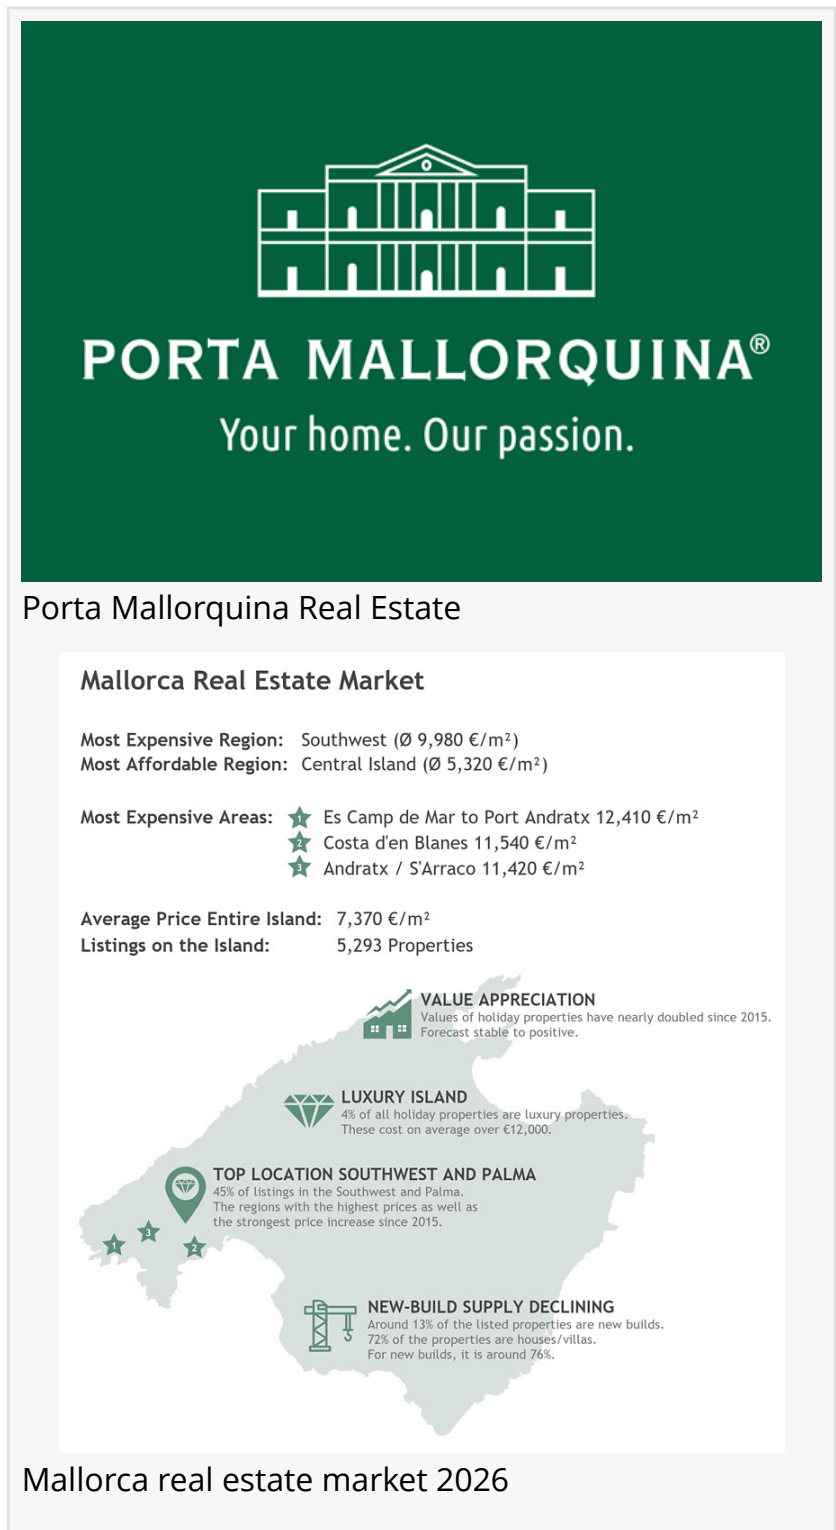 PORTA MALLORQUINA®
Your home. Our passion.
Porta Mallorquina Real Estate
Mallorca Real Estate Market
Most Expensive Region: Southwest (Ø 9,980 €/m²)
Most Affordable Region: Central Island (Ø 5,320 €/m²)
Most Expensive Areas: 1 Es Camp de Mar to Port Andratx 12,410 €/m²
2 Costa d'en Blanes 11,540 €/m²
3 Andratx / S'Arraco 11,420 €/m²
Average Price Entire Island: 7,370 €/m²
Listings on the Island: 5,293 Properties
VALUE APPRECIATION
Values of holiday properties have nearly doubled since 2015.
Forecast stable to positive.
LUXURY ISLAND
4% of all holiday properties are luxury properties.
These cost on average over €12,000.
TOP LOCATION SOUTHWEST AND PALMA
45% of listings in the Southwest and Palma.
The regions with the highest prices as well as
the strongest price increase since 2015.
1
3
2
NEW-BUILD SUPPLY DECLINING
Around 13% of the listed properties are new builds.
72% of the properties are houses/villas.
For new builds, it is around 76%.
Mallorca real estate market 2026